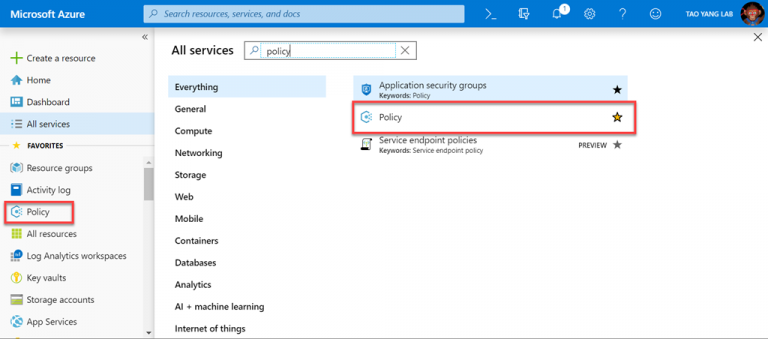 Microsoft Azure
Search resources, services, and docs
1
TAO YANG LAB
Create a resource
Home
Dashboard
All services
FAVORITES
Resource groups
Activity log
Policy
All resources
Log Analytics workspaces
Key vaults
Storage accounts
App Services
All services
policy
Everything
General
Compute
Networking
Storage
Web
Mobile
Containers
Databases
Analytics
AI + machine learning
Internet of things
Application security groups
Keywords: Policy
Policy
Service endpoint policies
Keywords: Service endpoint policy
PREVIEW